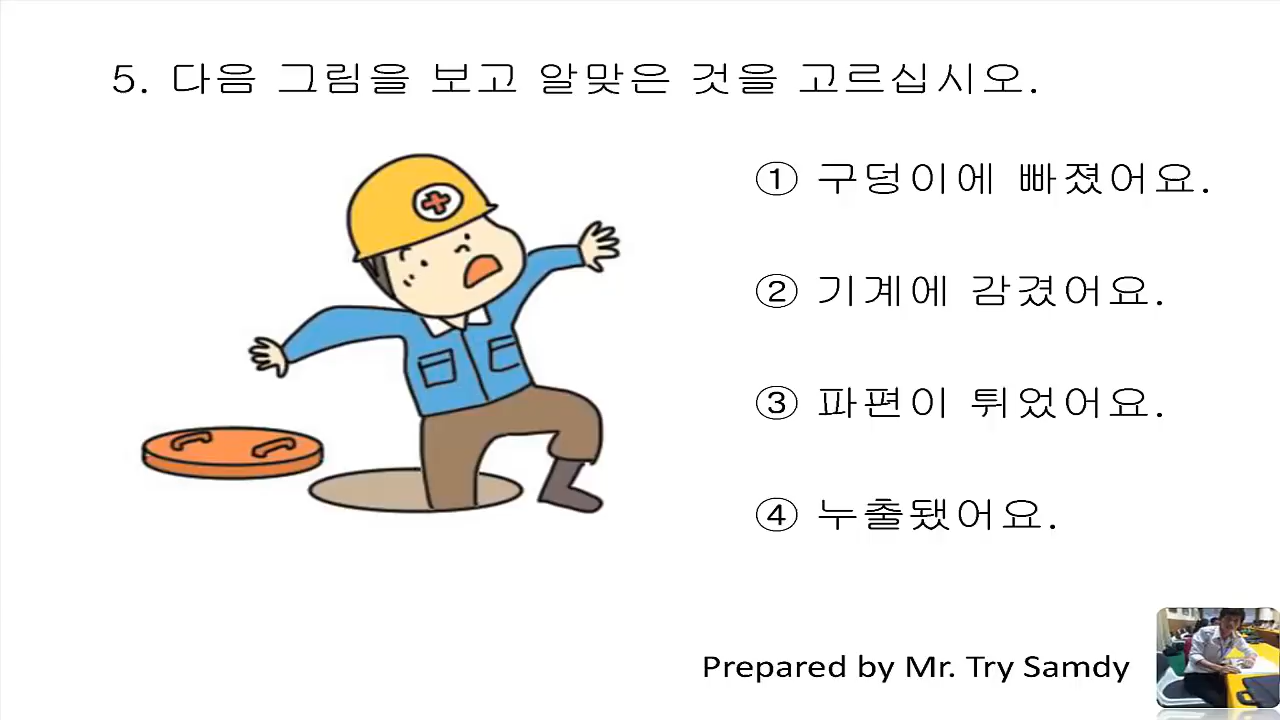 5. 다음 그림을 보고 알맞은 것을 고르십시오.
① 구덩이에 빠졌어요.
② 기계에 감겼어요.
③ 파편이 튀었어요.
④ 누출됐어요.
Prepared by Mr. Try Samdy